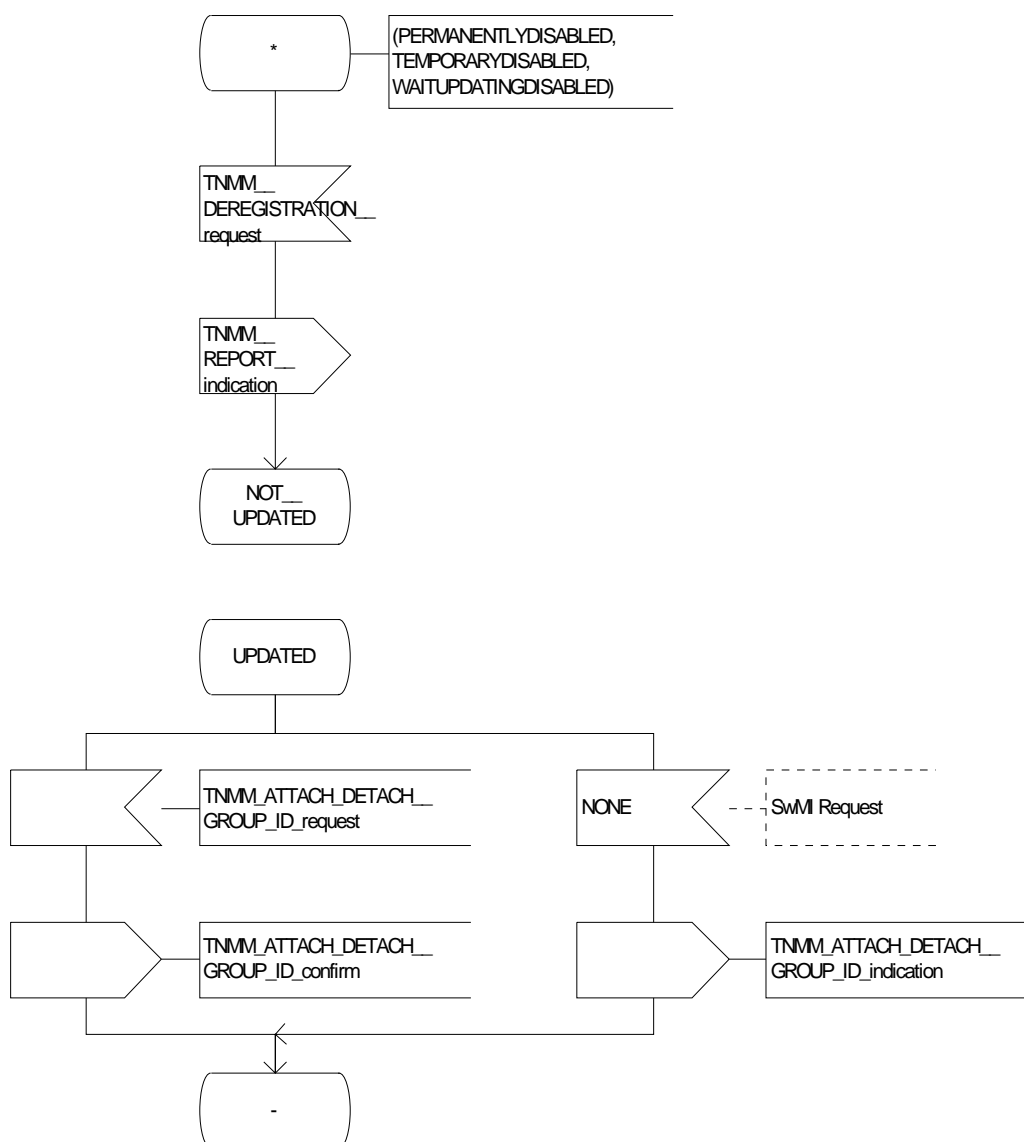 *
(PERMANENTLYDISABLED,
TEMPORARYDISABLED,
WAITUPDATINGDISABLED)
TNMM__
DEREGISTRATION__
request
TNMM__
REPORT__
indication
NOT__
UPDATED
UPDATED
TNMM_ATTACH_DETACH__
GROUP_ID_request
NONE
SwMI Request
TNMM_ATTACH_DETACH__
GROUP_ID_confirm
TNMM_ATTACH_DETACH__
GROUP_ID_indication
-